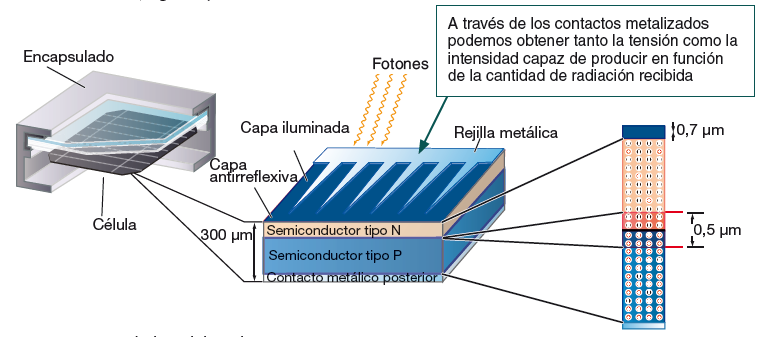 A través de los contactos metalizados
podemos obtener tanto la tensión como la
intensidad capaz de producir en función
de la cantidad de radiación recibida
Encapsulado
Fotones
Capa iluminada
Rejilla metálica
0,7 µm
Capa
antirreflexiva
Célula
300 µm
Semiconductor tipo N
0,5 µm
Semiconductor tipo P
Contacto metálico posterior